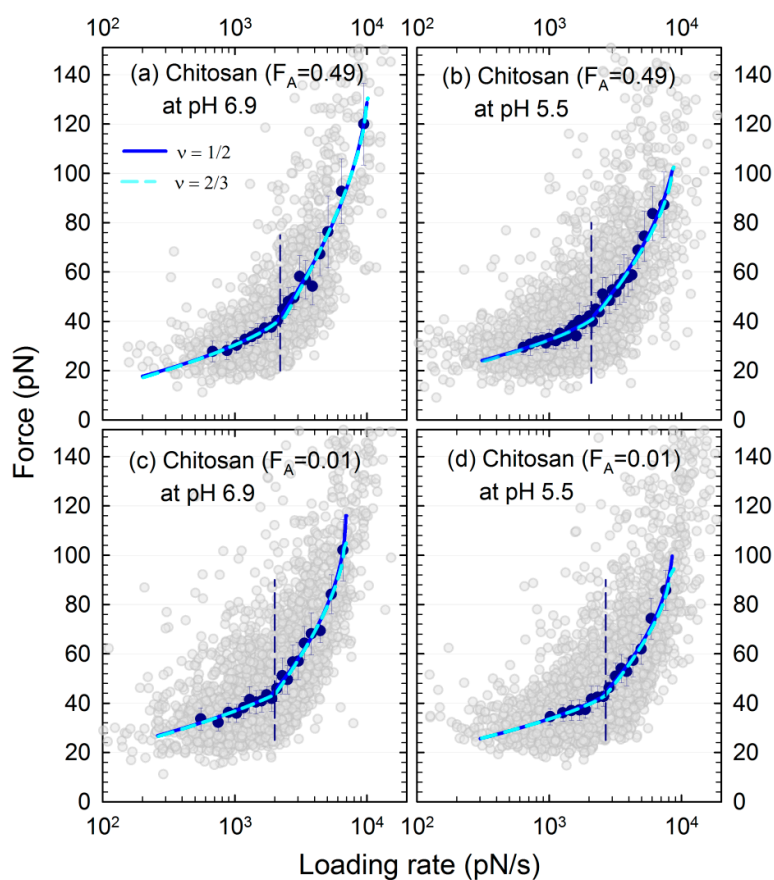 10² 10³ 10⁴ 10² 10³ 10⁴
140 (a) Chitosan (F_A=0.49) (b) Chitosan (F_A=0.49) 140
at pH 6.9 at pH 5.5
120 120
ν = 1/2
100 100
ν = 2/3
80 80
60 60
40 40
20 20
0 0
Force (pN)
140 (c) Chitosan (F_A=0.01) (d) Chitosan (F_A=0.01) 140
at pH 6.9 at pH 5.5
120 120
100 100
80 80
60 60
40 40
20 20
0 0
10² 10³ 10⁴ 10² 10³ 10⁴
Loading rate (pN/s)